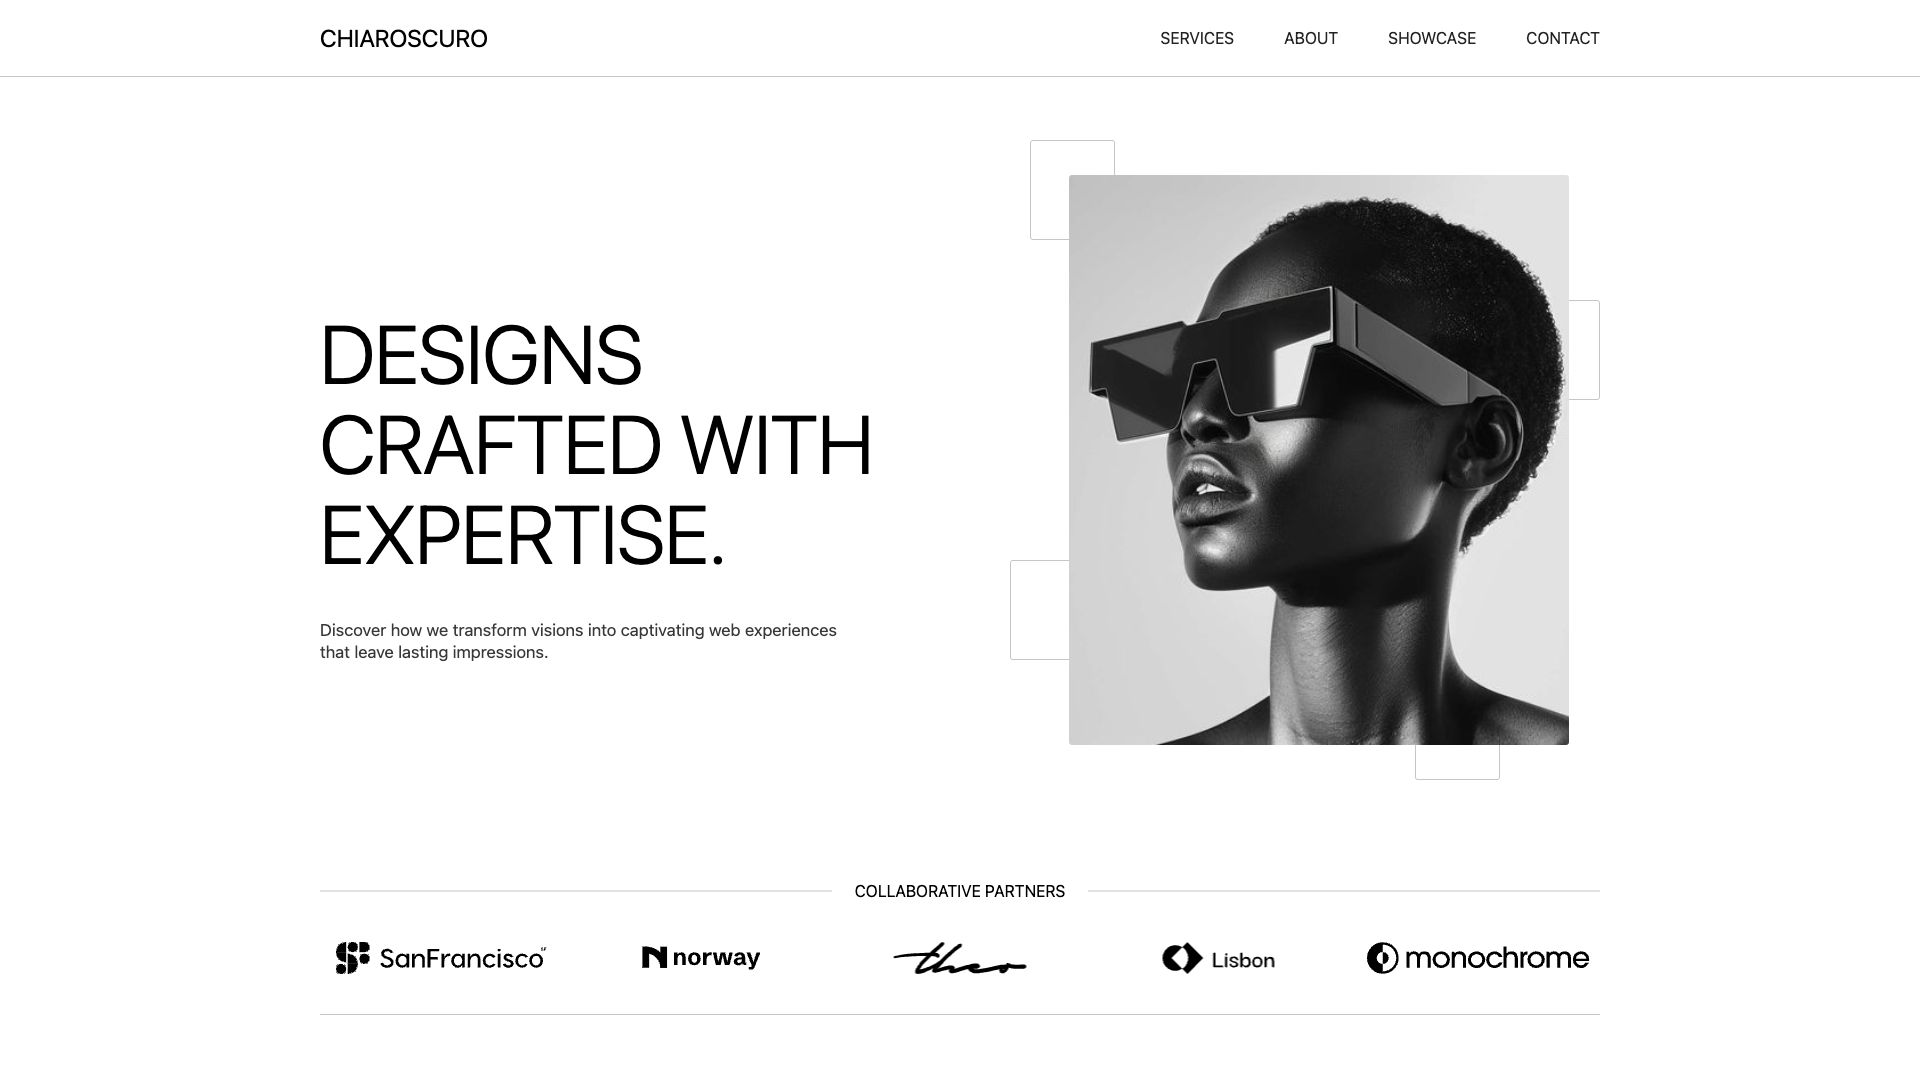 CHIAROSCURO
SERVICES ABOUT SHOWCASE CONTACT
DESIGNS
CRAFTED WITH
EXPERTISE.
Discover how we transform visions into captivating web experiences
that leave lasting impressions.
COLLABORATIVE PARTNERS
SanFrancisco
norway
theo
Lisbon
monochrome